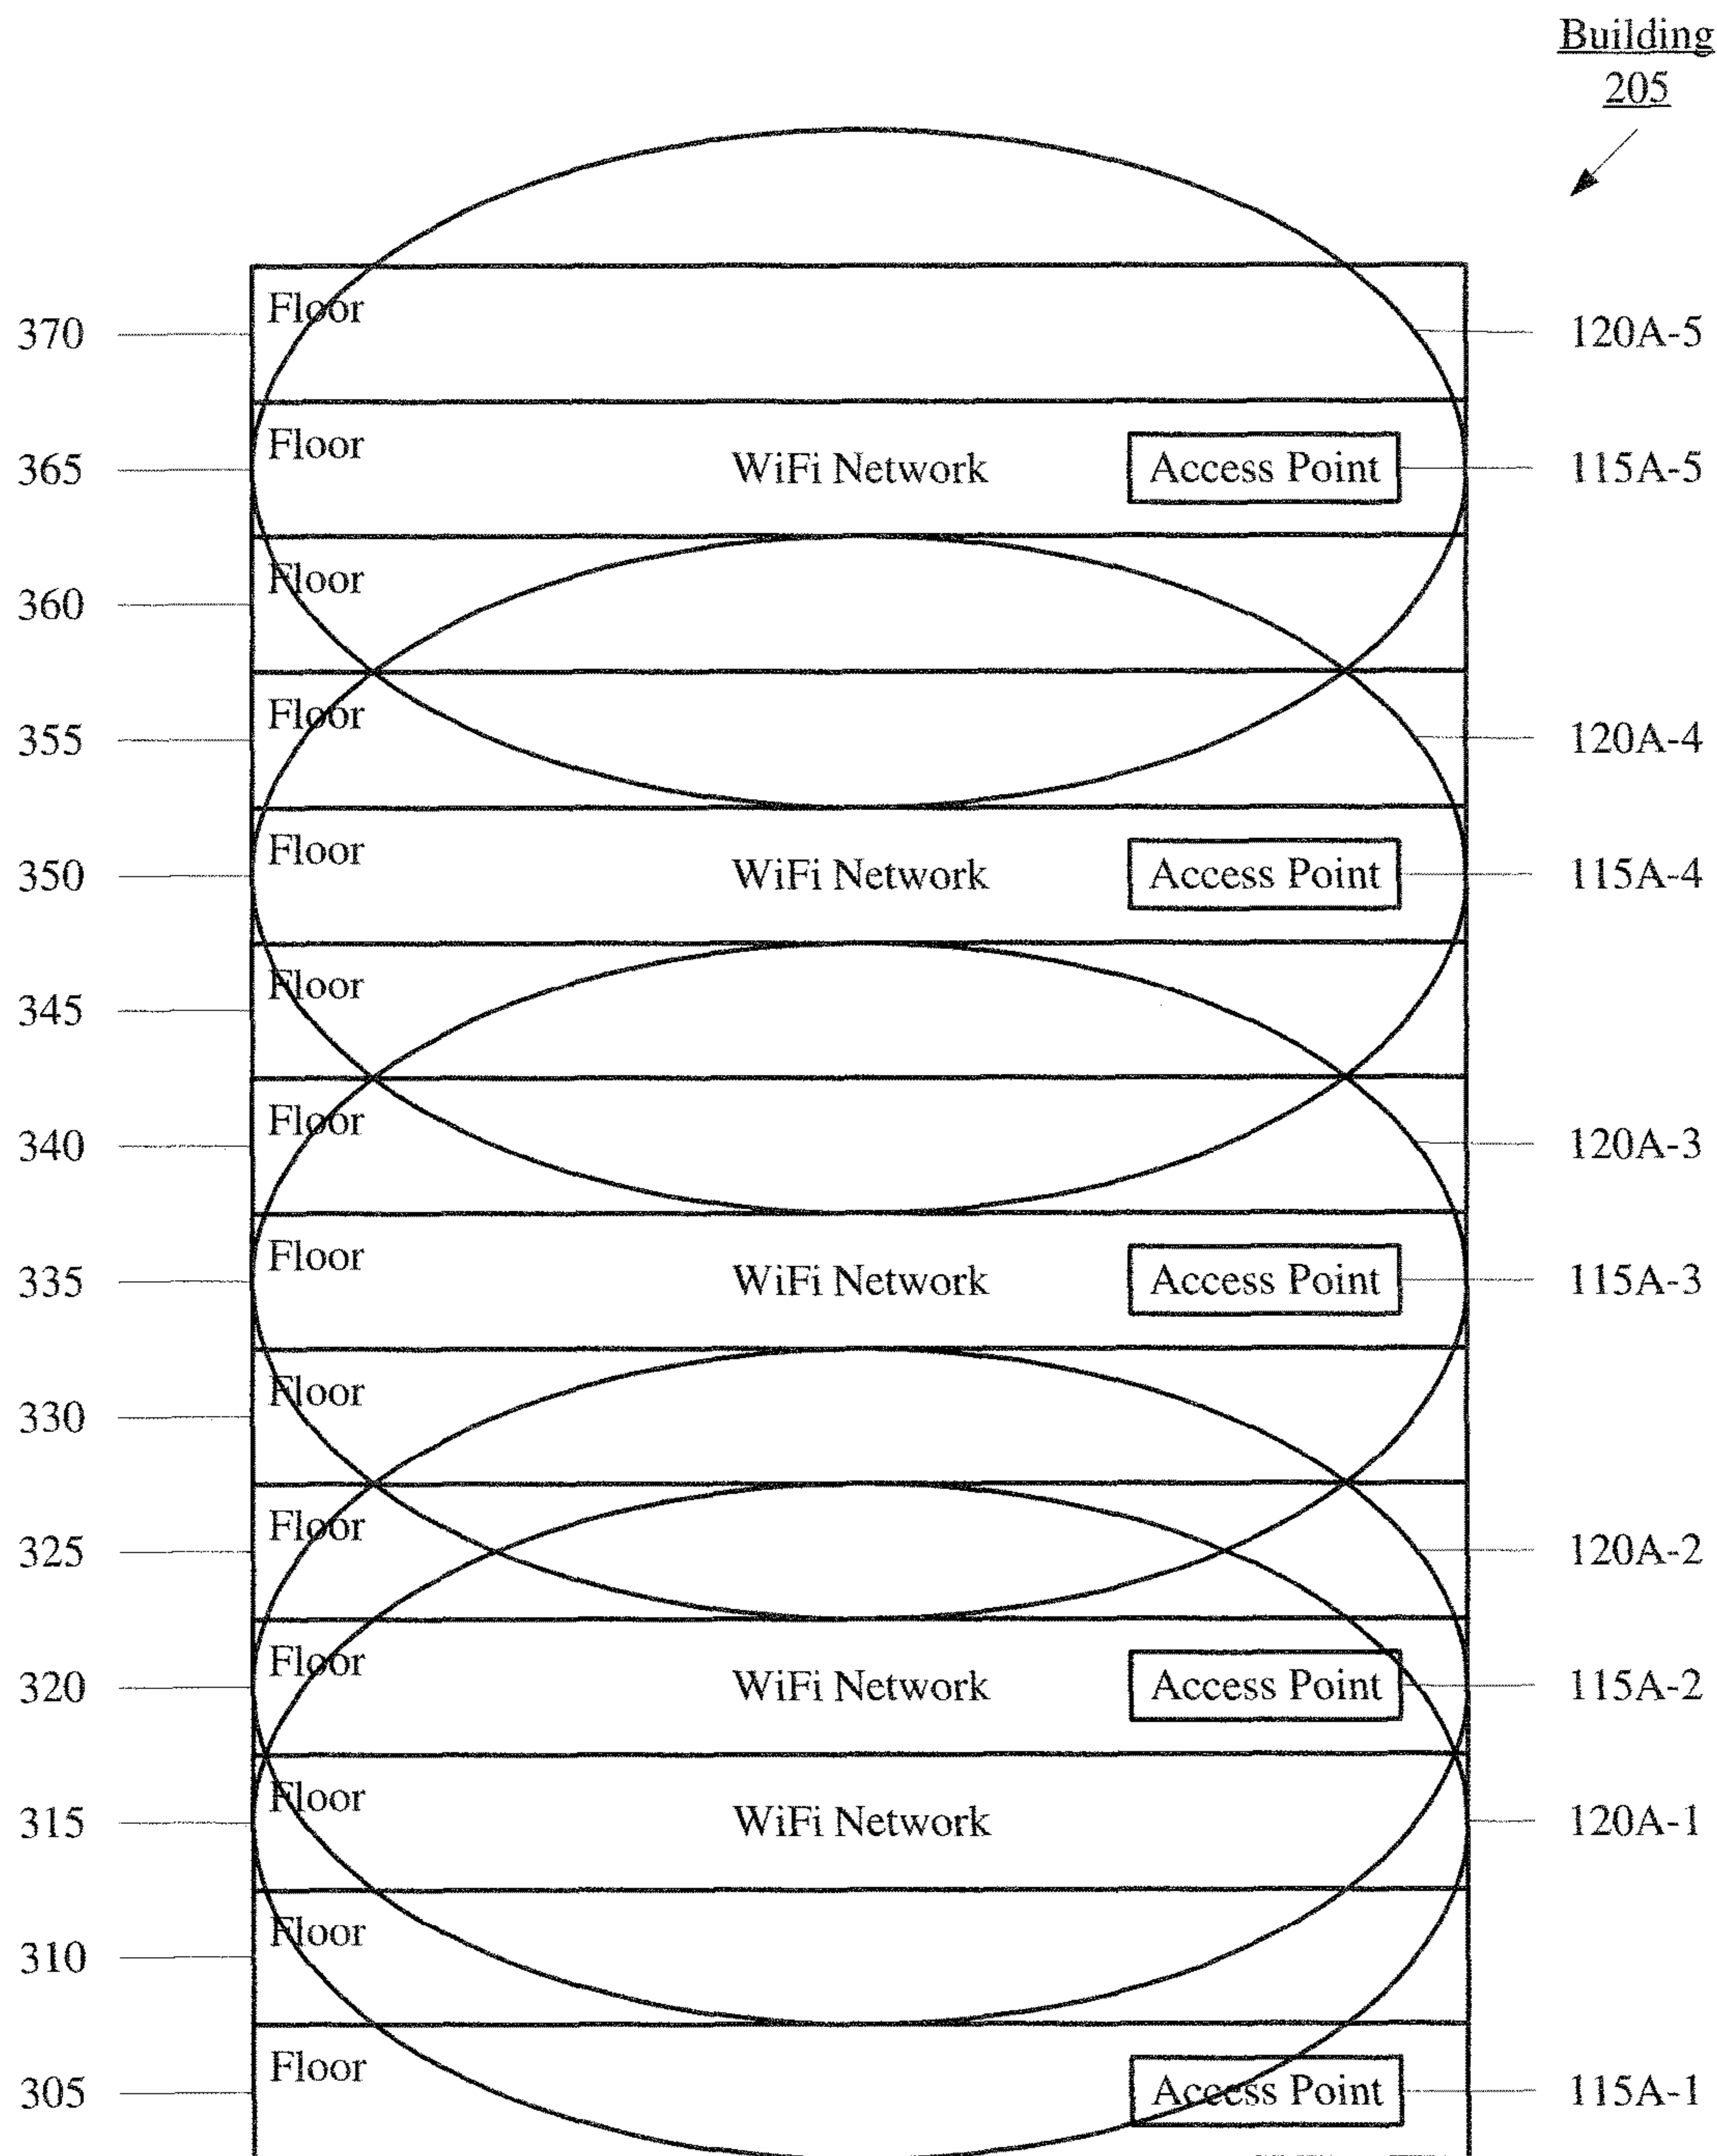 Building
205
Floor
370
120A-5
Floor
365
WiFi Network
Access Point
115A-5
Floor
360
Floor
355
120A-4
Floor
350
WiFi Network
Access Point
115A-4
Floor
345
Floor
340
120A-3
Floor
335
WiFi Network
Access Point
115A-3
Floor
330
Floor
325
120A-2
Floor
320
WiFi Network
Access Point
115A-2
Floor
315
WiFi Network
120A-1
Floor
310
Floor
305
Access Point
115A-1